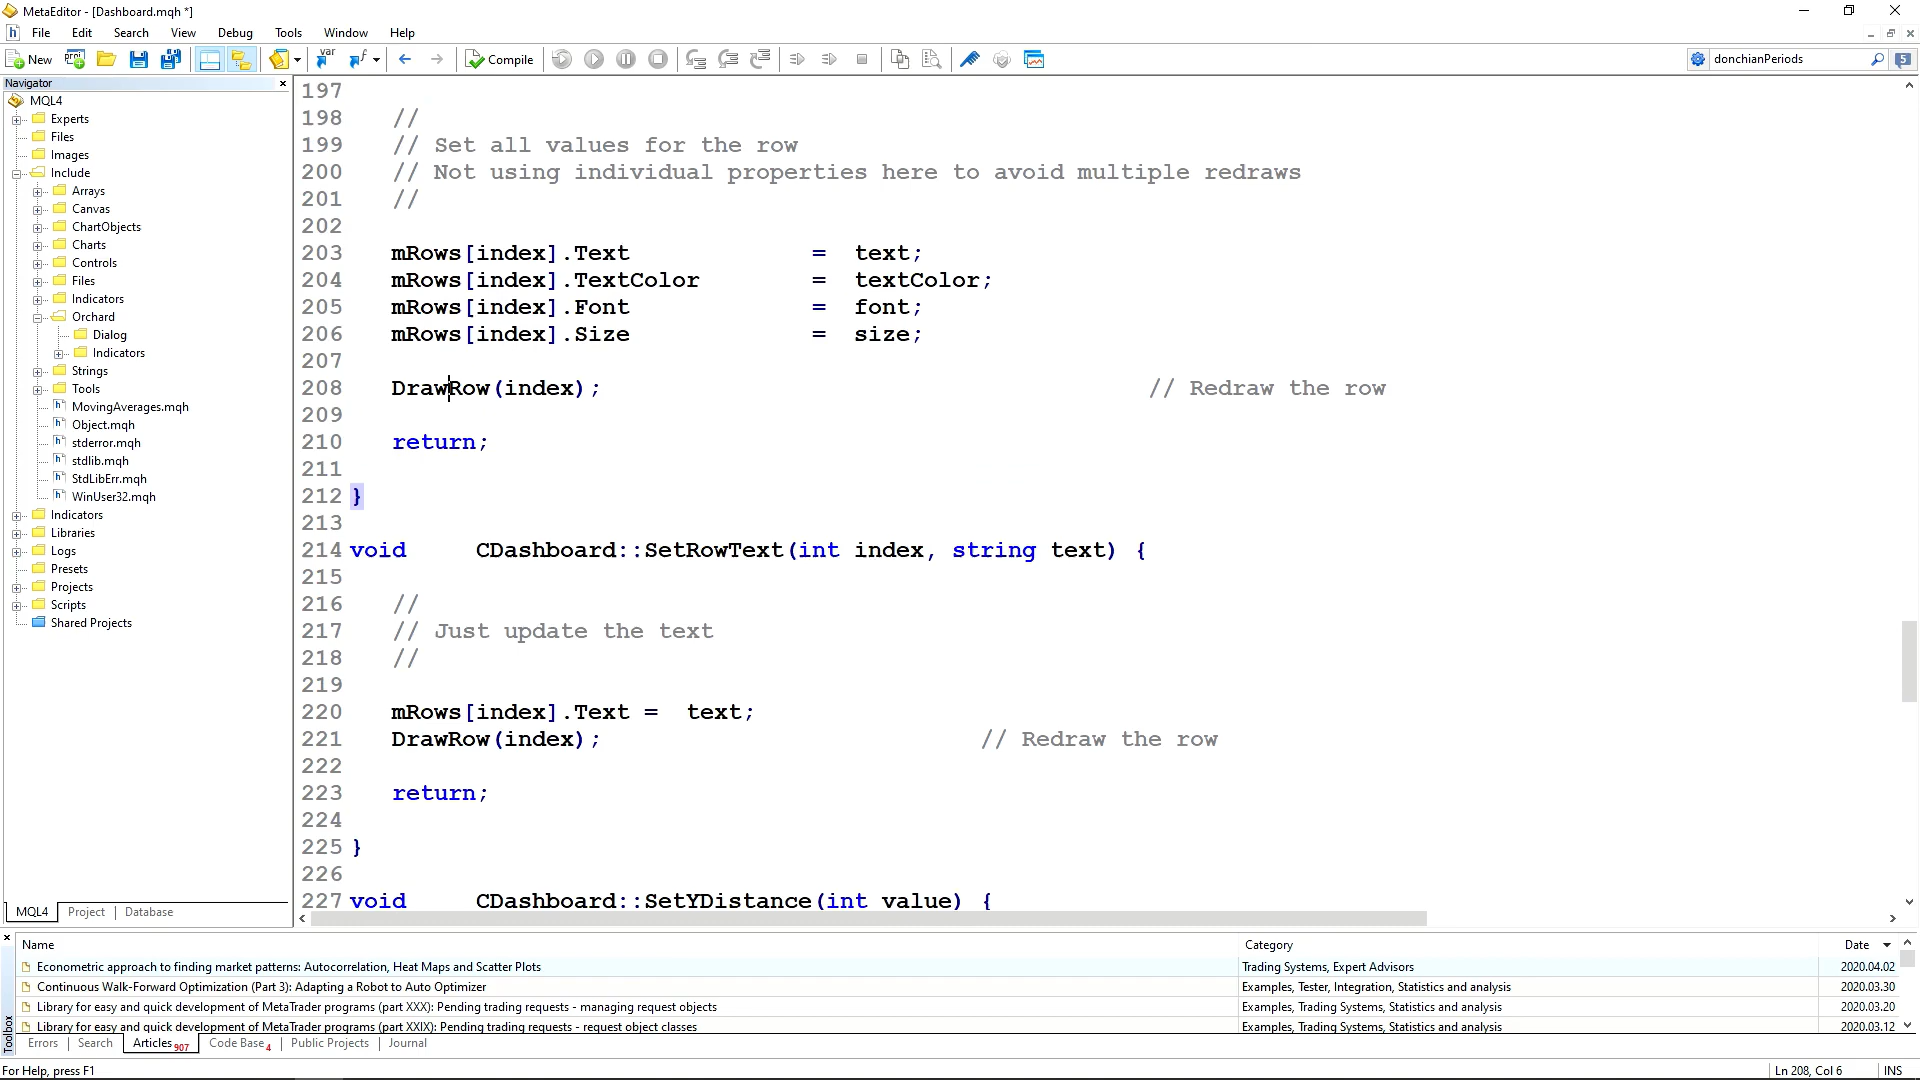 MetaEditor - [Dashboard.mqh *]
File Edit Search View Debug Tools Window Help
New Compile donchianPeriods 5
Navigator
MQL4
Experts
Files
Images
Include
Arrays
Canvas
ChartObjects
Charts
Controls
Files
Indicators
Orchard
Dialog
Indicators
Strings
Tools
MovingAverages.mqh
Object.mqh
stderror.mqh
stdlib.mqh
StdLibErr.mqh
WinUser32.mqh
Indicators
Libraries
Logs
Presets
Projects
Scripts
Shared Projects
MQL4 Project Database
197
198 //
199 // Set all values for the row
200 // Not using individual properties here to avoid multiple redraws
201 //
202
203 mRows[index].Text = text;
204 mRows[index].TextColor = textColor;
205 mRows[index].Font = font;
206 mRows[index].Size = size;
207
208 DrawRow(index); // Redraw the row
209
210 return;
211
212 }
213
214 void CDashboard::SetRowText(int index, string text) {
215
216 //
217 // Just update the text
218 //
219
220 mRows[index].Text = text;
221 DrawRow(index); // Redraw the row
222
223 return;
224
225 }
226
227 void CDashboard::SetYDistance(int value) {
Name Category Date
Econometric approach to finding market patterns: Autocorrelation, Heat Maps and Scatter Plots Trading Systems, Expert Advisors 2020.04.02
Continuous Walk-Forward Optimization (Part 3): Adapting a Robot to Auto Optimizer Examples, Tester, Integration, Statistics and analysis 2020.03.30
Library for easy and quick development of MetaTrader programs (part XXX): Pending trading requests - managing request objects Examples, Trading Systems, Statistics and analysis 2020.03.20
Library for easy and quick development of MetaTrader programs (part XXIX): Pending trading requests - request object classes Examples, Trading Systems, Statistics and analysis 2020.03.12
Toolbox
Errors Search Articles 907 Code Base 4 Public Projects Journal
For Help, press F1 Ln 208, Col 6 INS